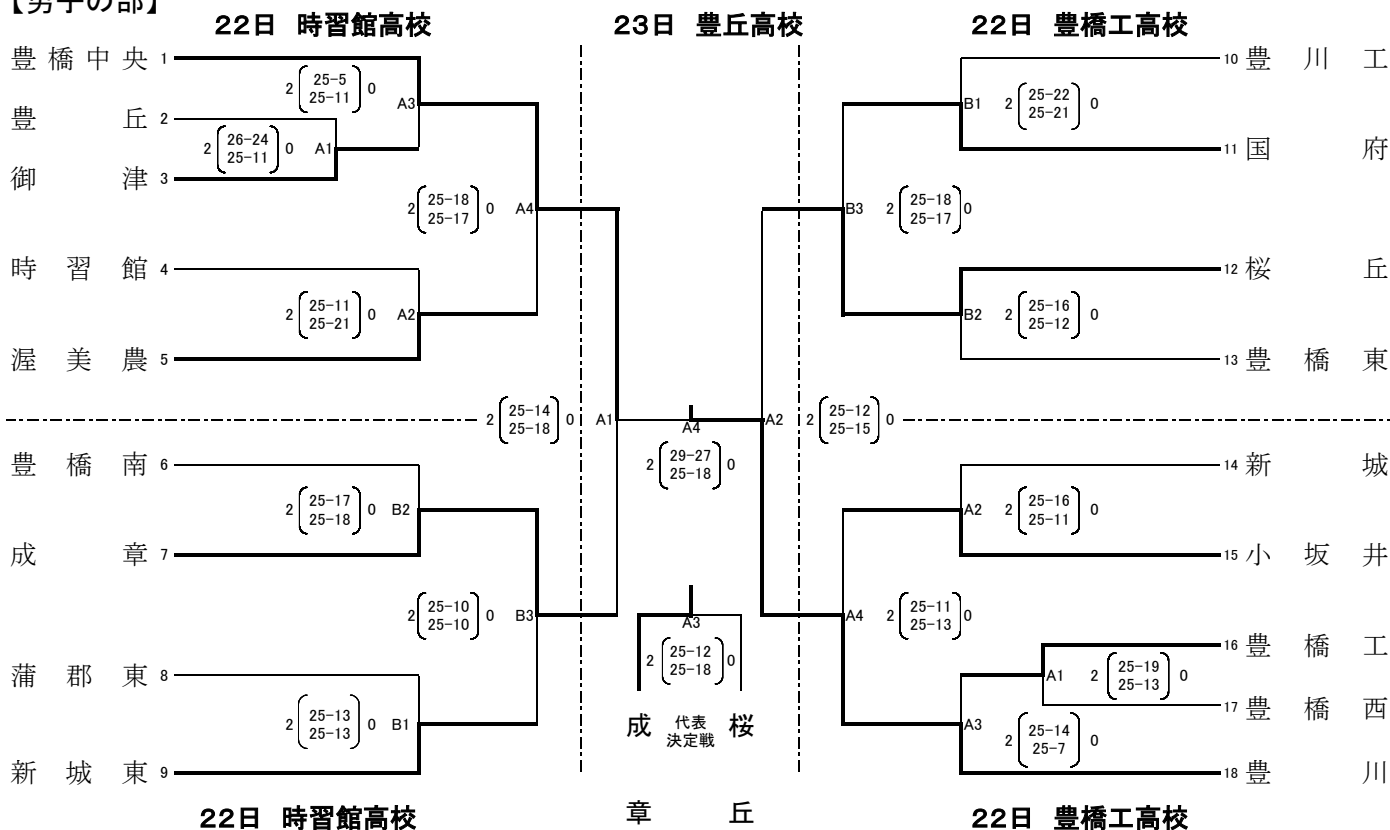 【男子の部】
22日 時習館高校
23日 豊丘高校
22日 豊橋工高校
豊橋中央 1
2 25-5 0 A3
25-11
豊丘 2
2 26-24 0 A1
25-11
御津 3
2 25-18 0 A4
25-17
時習館 4
2 25-11 0 A2
25-21
渥美農 5
2 25-14 0 A1
25-18
豊橋南 6
2 25-17 0 B2
25-18
成章 7
2 25-10 0 B3
25-10
蒲郡東 8
2 25-13 0 B1
25-13
新城東 9
22日 時習館高校
A4
2 29-27 0
25-18
A3
2 25-12 0
25-18
成章 代表決定戦 桜丘
10 豊川工
B1 2 25-22 0
25-21
11 国府
B3 2 25-18 0
25-17
12 桜丘
B2 2 25-16 0
25-12
13 豊橋東
A2 2 25-12 0
25-15
14 新城
A2 2 25-16 0
25-11
15 小坂井
A4 2 25-11 0
25-13
16 豊橋工
A1 2 25-19 0
25-13
17 豊橋西
A3 2 25-14 0
25-7
18 豊川
22日 豊橋工高校